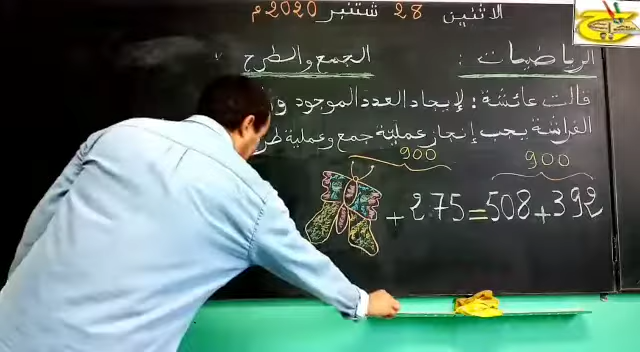 الاثنين 28 شتنبر 2020م
الرياضيات : الجمع والطرح
قالت عائشة : لإيجاد العدد الموجود
الفراشة يجب إنجاز عملية جمع وعملية
900 900
+ 275 = 508 + 392